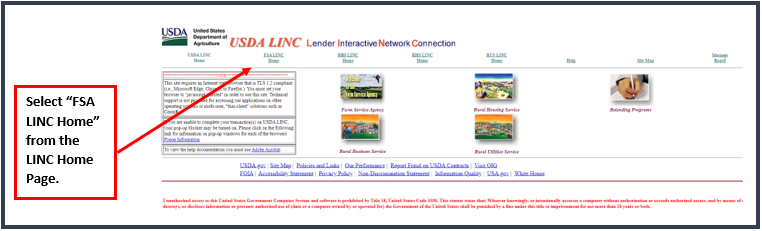 USDA
United States
Department of
Agriculture
USDA LINC Lender Interactive Network Connection
USDA LINC
Home
FSA LINC
Home
RBS LINC
Home
RHS LINC
Home
RUS LINC
Home
Help
Site Map
Message
Board
This site requires an Internet web browser that is TLS 1.2 compliant
(i.e., Microsoft Edge, Chrome, or Firefox ). You must set your
browser to "javascript enabled" in order to use this site. Technical
support is not provided for accessing our applications on other
operating systems or multi-user, "thin-client" solutions such as
If you are unable to complete your transaction(s) on USDA LINC,
your pop-up blocker may be turned on. Please click on the following
link for information on pop-up windows for each of the browsers
Popup Information
To view the help documentation you must use Adobe Acrobat
Farm Service Agency
Rural Housing Service
Relending Programs
Rural Business Service
Rural Utilities Service
USDA.gov | Site Map | Policies and Links | Our Performance | Report Fraud on USDA Contracts | Visit OIG
FOIA | Accessibility Statement | Privacy Policy | Non-Discrimination Statement | Information Quality | USA.gov | White House
Unauthorized access to this United States Government Computer System and software is prohibited by Title 18, United States Code 1030. This statute states that: Whoever knowingly, or intentionally accesses a computer without authorization or exceeds authorized access, and by means of
destroys, or discloses information or prevents authorized use of (data or a computer owned by or operated for) the Government of the United States shall be punished by a fine under this title or imprisonment for not more than 10 years or both.
Select “FSA
LINC Home”
from the
LINC Home
Page.